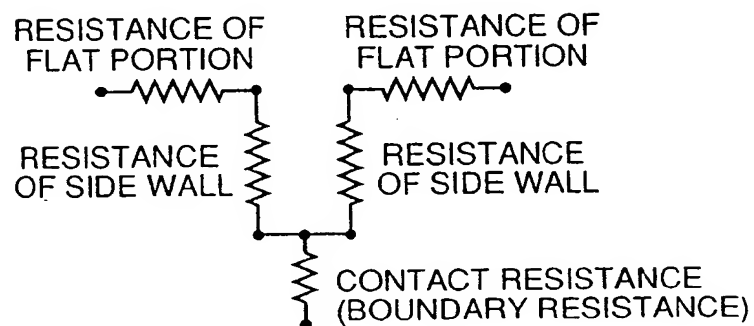 RESISTANCE OF
FLAT PORTION
RESISTANCE OF
FLAT PORTION
RESISTANCE
OF SIDE WALL
RESISTANCE
OF SIDE WALL
CONTACT RESISTANCE
(BOUNDARY RESISTANCE)